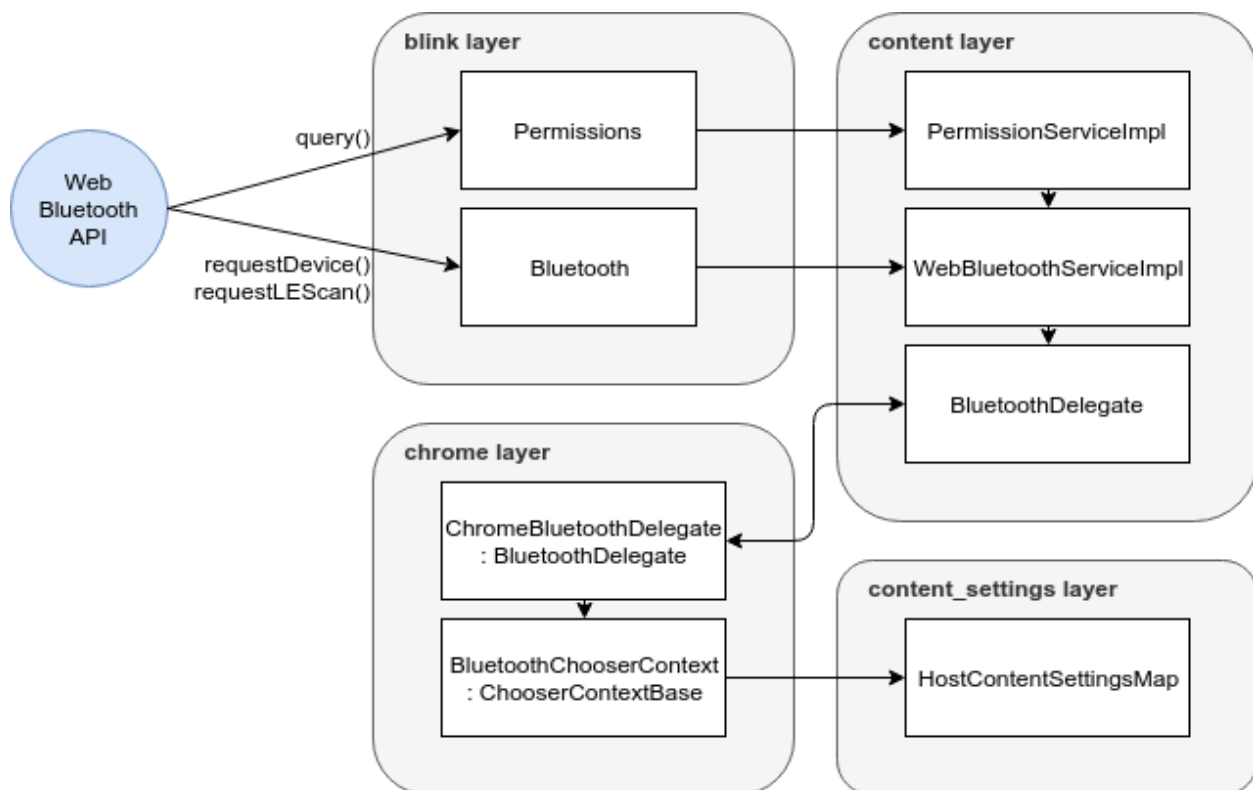 blink layer
content layer
Web
Bluetooth
API
query()
requestDevice()
requestLEScan()
Permissions
Bluetooth
PermissionServiceImpl
WebBluetoothServiceImpl
BluetoothDelegate
chrome layer
ChromeBluetoothDelegate
: BluetoothDelegate
BluetoothChooserContext
: ChooserContextBase
content_settings layer
HostContentSettingsMap